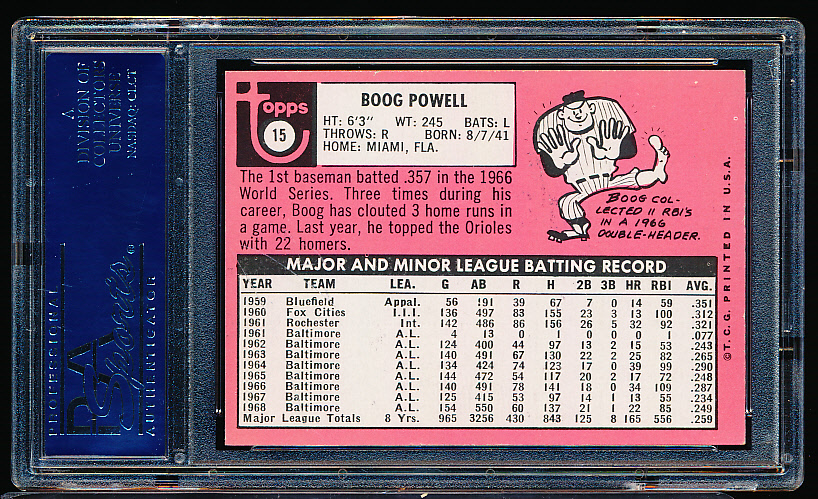 A
DIVISION OF
COLLECTORS
UNIVERSE
NASDAQ: CLCT
PROFESSIONAL
PSA
Sports
AUTHENTICATOR
topps
15
BOOG POWELL
HT: 6'3" WT: 245 BATS: L
THROWS: R BORN: 8/7/41
HOME: MIAMI, FLA.
The 1st baseman batted .357 in the 1966
World Series. Three times during his
career, Boog has clouted 3 home runs in
a game. Last year, he topped the Orioles
with 22 homers.
BOOG COL-
LECTED 11 RBI'S
IN A 1966
DOUBLE-HEADER.
MAJOR AND MINOR LEAGUE BATTING RECORD
YEAR TEAM LEA. G AB R H 2B 3B HR RBI AVG.
1959 Bluefield Appal. 56 191 39 67 7 0 14 59 .351
1960 Fox Cities I.I.I. 136 497 83 155 23 3 13 100 .312
1961 Rochester Int. 142 486 86 156 26 5 32 92 .321
1961 Baltimore A.L. 4 13 0 1 0 0 0 1 .077
1962 Baltimore A.L. 124 400 44 97 13 2 15 53 .243
1963 Baltimore A.L. 140 491 67 130 22 2 25 82 .265
1964 Baltimore A.L. 134 424 74 123 17 0 39 99 .290
1965 Baltimore A.L. 144 472 54 117 20 2 17 72 .248
1966 Baltimore A.L. 140 491 78 141 18 0 34 109 .287
1967 Baltimore A.L. 125 415 53 97 14 1 13 55 .234
1968 Baltimore A.L. 154 550 60 137 21 1 22 85 .249
Major League Totals 8 Yrs. 965 3256 430 843 125 8 165 556 .259
© T.C.G. PRINTED IN U.S.A.